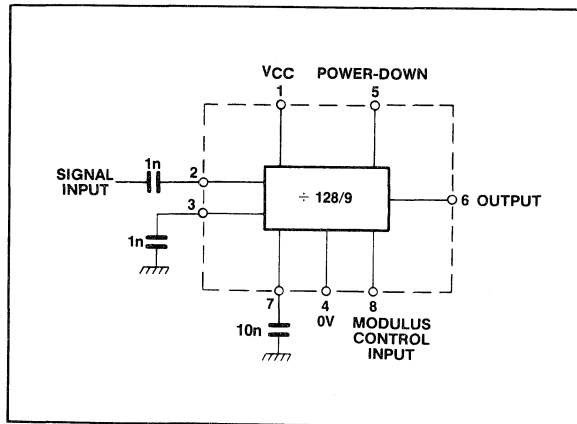 VCC
1
POWER-DOWN
5
SIGNAL
INPUT
1n
2
3
1n
÷ 128/9
6 OUTPUT
7
4
0V
8
10n
MODULUS
CONTROL
INPUT